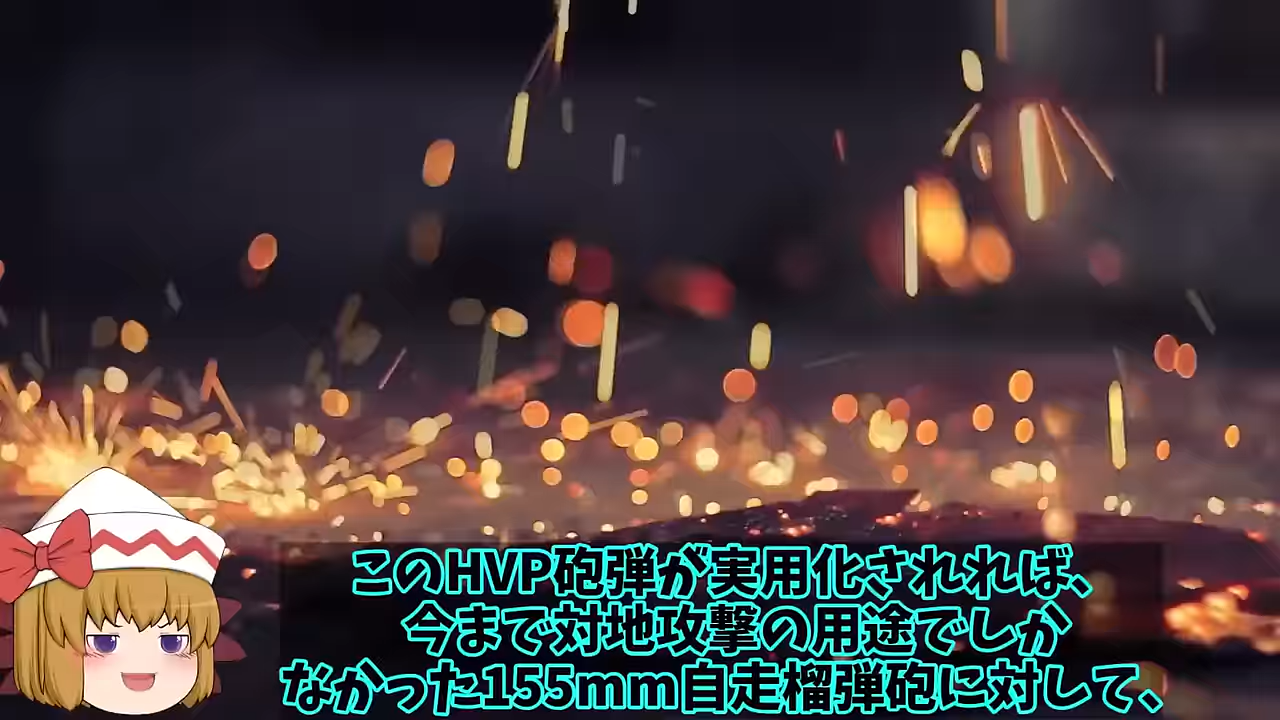 このHVP砲弾が実用化されれば、
今まで対地攻撃の用途でしか
なかった155mm自走榴弾砲に対して、